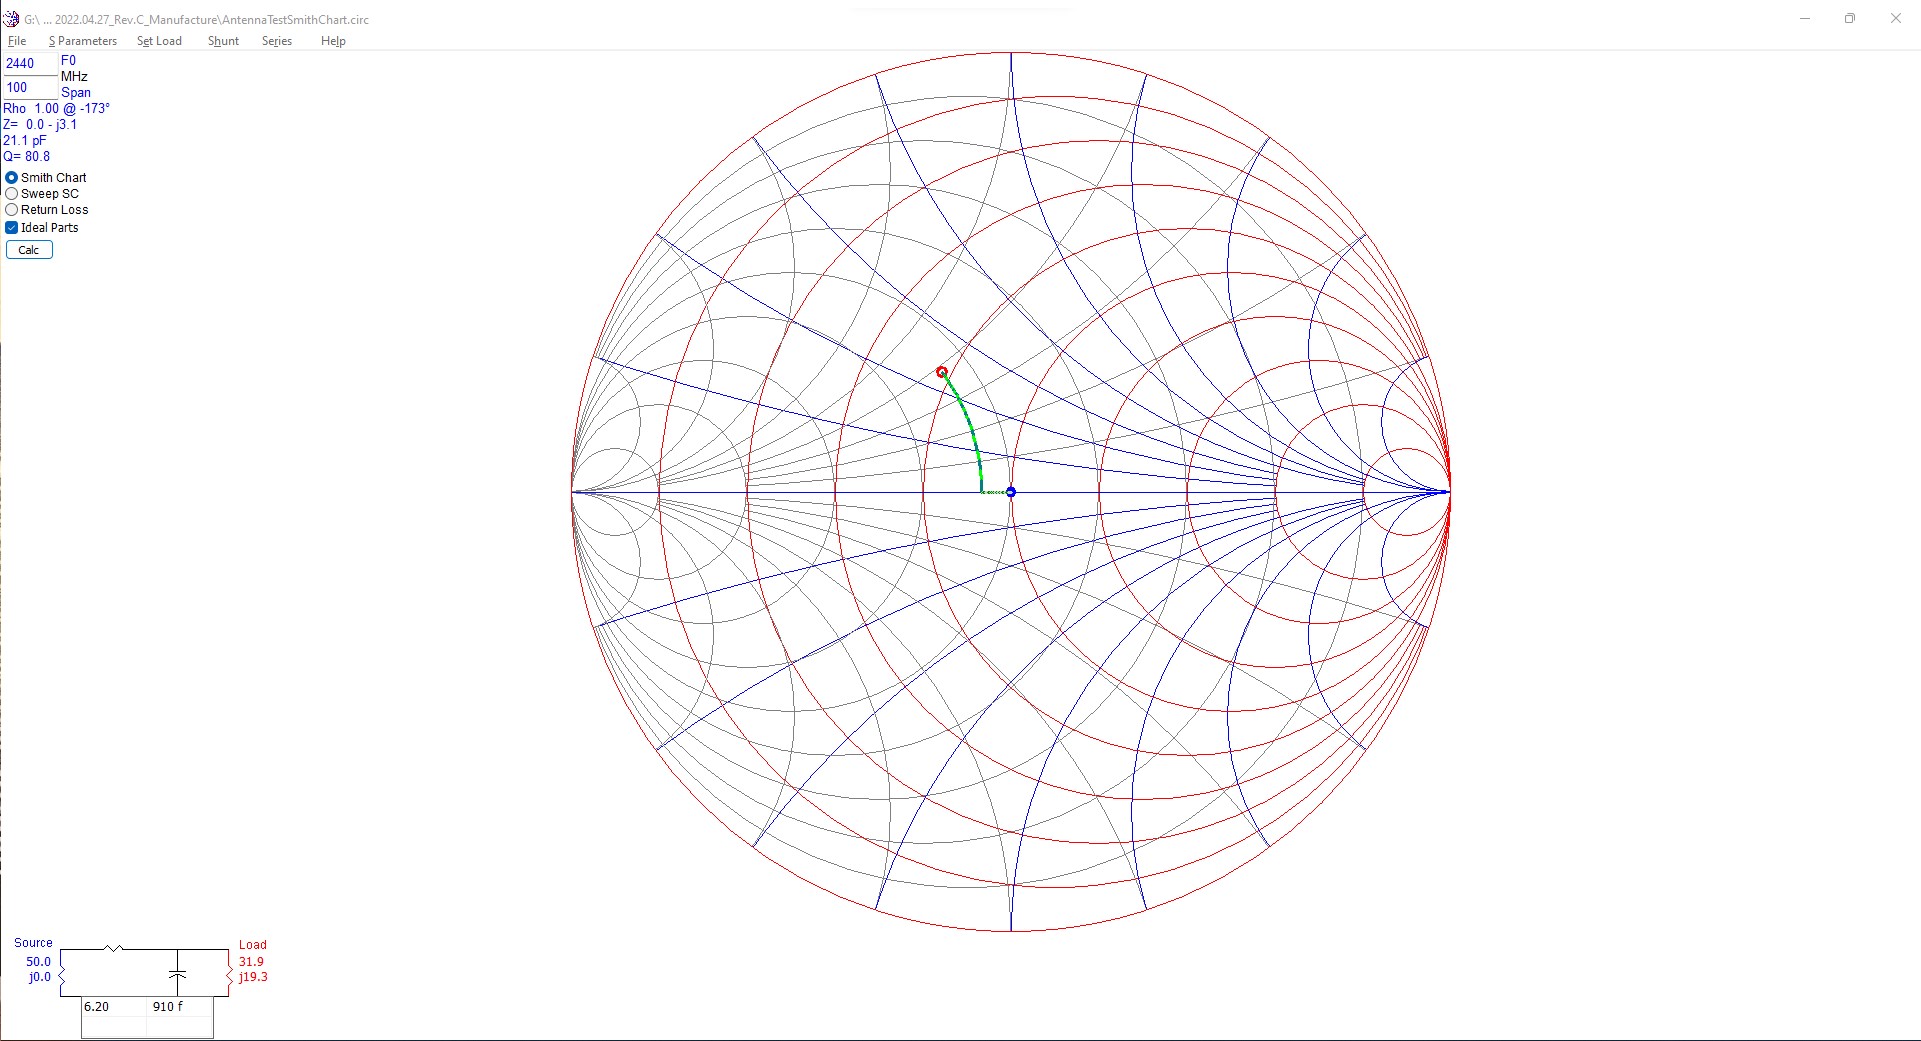 G:\ ... 2022.04.27_Rev.C_Manufacture\AntennaTestSmithChart.circ
File S Parameters Set Load Shunt Series Help
2440 F0
MHz
100 Span
Rho 1.00 @ -173°
Z= 0.0 - j3.1
21.1 pF
Q= 80.8
Smith Chart
Sweep SC
Return Loss
Ideal Parts
Calc
Source Load
50.0 31.9
j0.0 j19.3
6.20 910 f